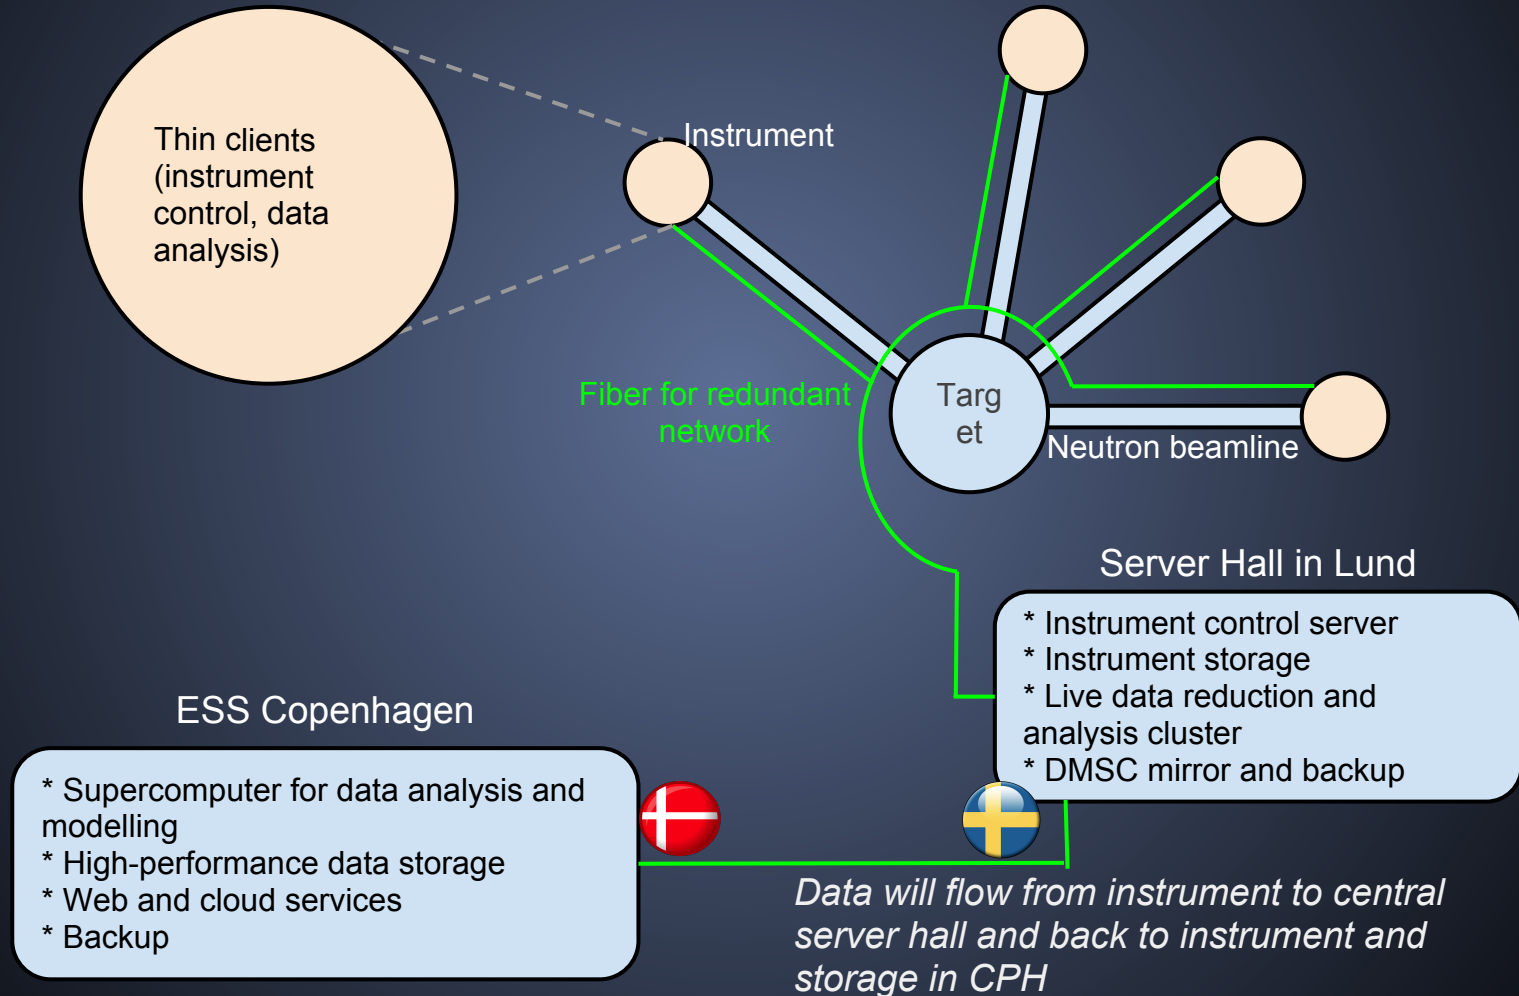 Thin clients
(instrument
control, data
analysis)
Instrument
Fiber for redundant
network
Targ
et
Neutron beamline
Server Hall in Lund
* Instrument control server
* Instrument storage
* Live data reduction and
analysis cluster
* DMSC mirror and backup
ESS Copenhagen
* Supercomputer for data analysis and
modelling
* High-performance data storage
* Web and cloud services
* Backup
Data will flow from instrument to central
server hall and back to instrument and
storage in CPH